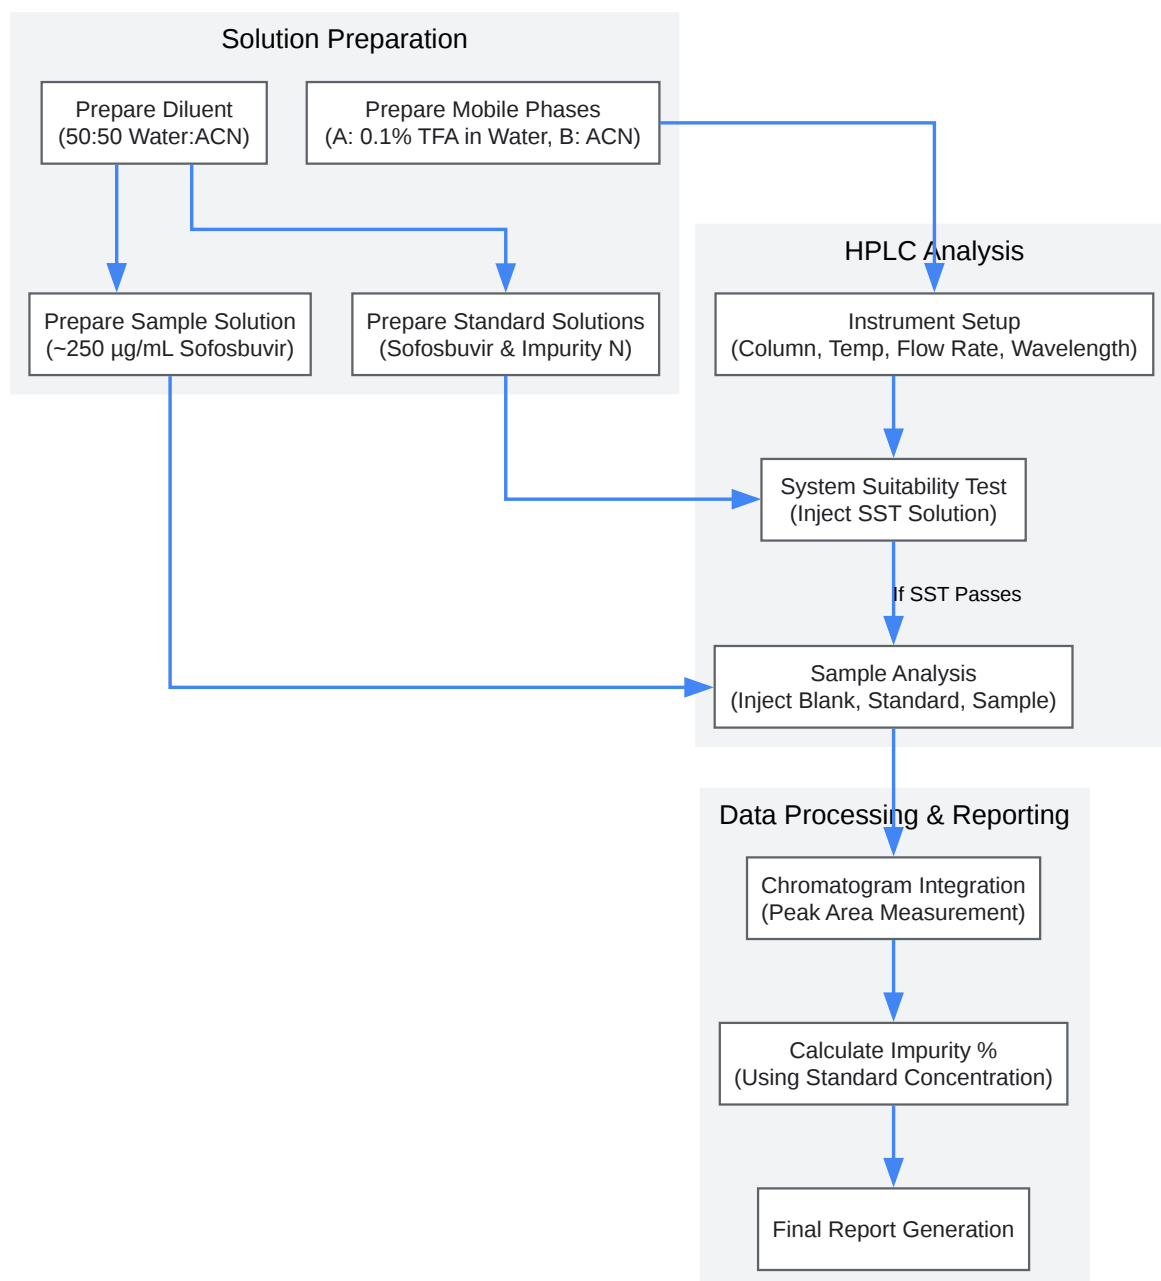 Solution Preparation
Prepare Diluent
(50:50 Water:ACN)
Prepare Mobile Phases
(A: 0.1% TFA in Water, B: ACN)
Prepare Sample Solution
(~250 µg/mL Sofosbuvir)
Prepare Standard Solutions
(Sofosbuvir & Impurity N)
HPLC Analysis
Instrument Setup
(Column, Temp, Flow Rate, Wavelength)
System Suitability Test
(Inject SST Solution)
If SST Passes
Sample Analysis
(Inject Blank, Standard, Sample)
Data Processing & Reporting
Chromatogram Integration
(Peak Area Measurement)
Calculate Impurity %
(Using Standard Concentration)
Final Report Generation